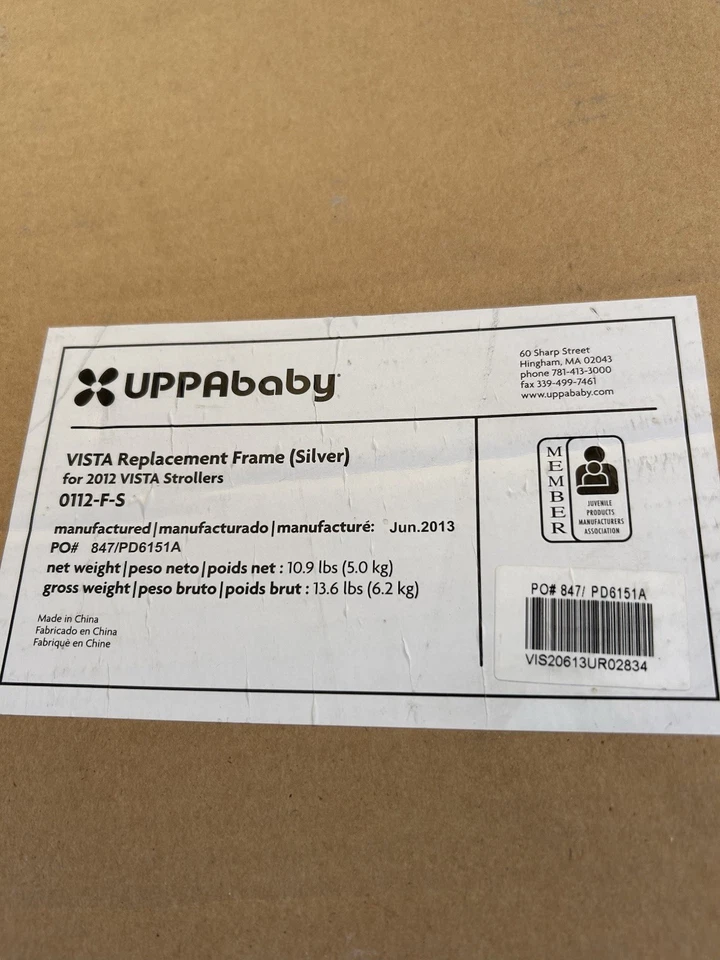 UPPAbaby
60 Sharp Street
Hingham, MA 02043
phone 781-413-3000
fax 339-499-7461
www.uppababy.com
VISTA Replacement Frame (Silver)
for 2012 VISTA Strollers
0112-F-S
manufactured|manufacturado|manufacturé: Jun.2013
PO# 847/PD6151A
net weight|peso neto|poids net : 10.9 lbs (5.0 kg)
gross weight|peso bruto|poids brut : 13.6 lbs (6.2 kg)
Made in China
Fabricado en China
Fabriqué en Chine
MEMBER
JUVENILE
PRODUCTS
MANUFACTURERS
ASSOCIATION
PO# 847/ PD6151A
VIS20613UR02834